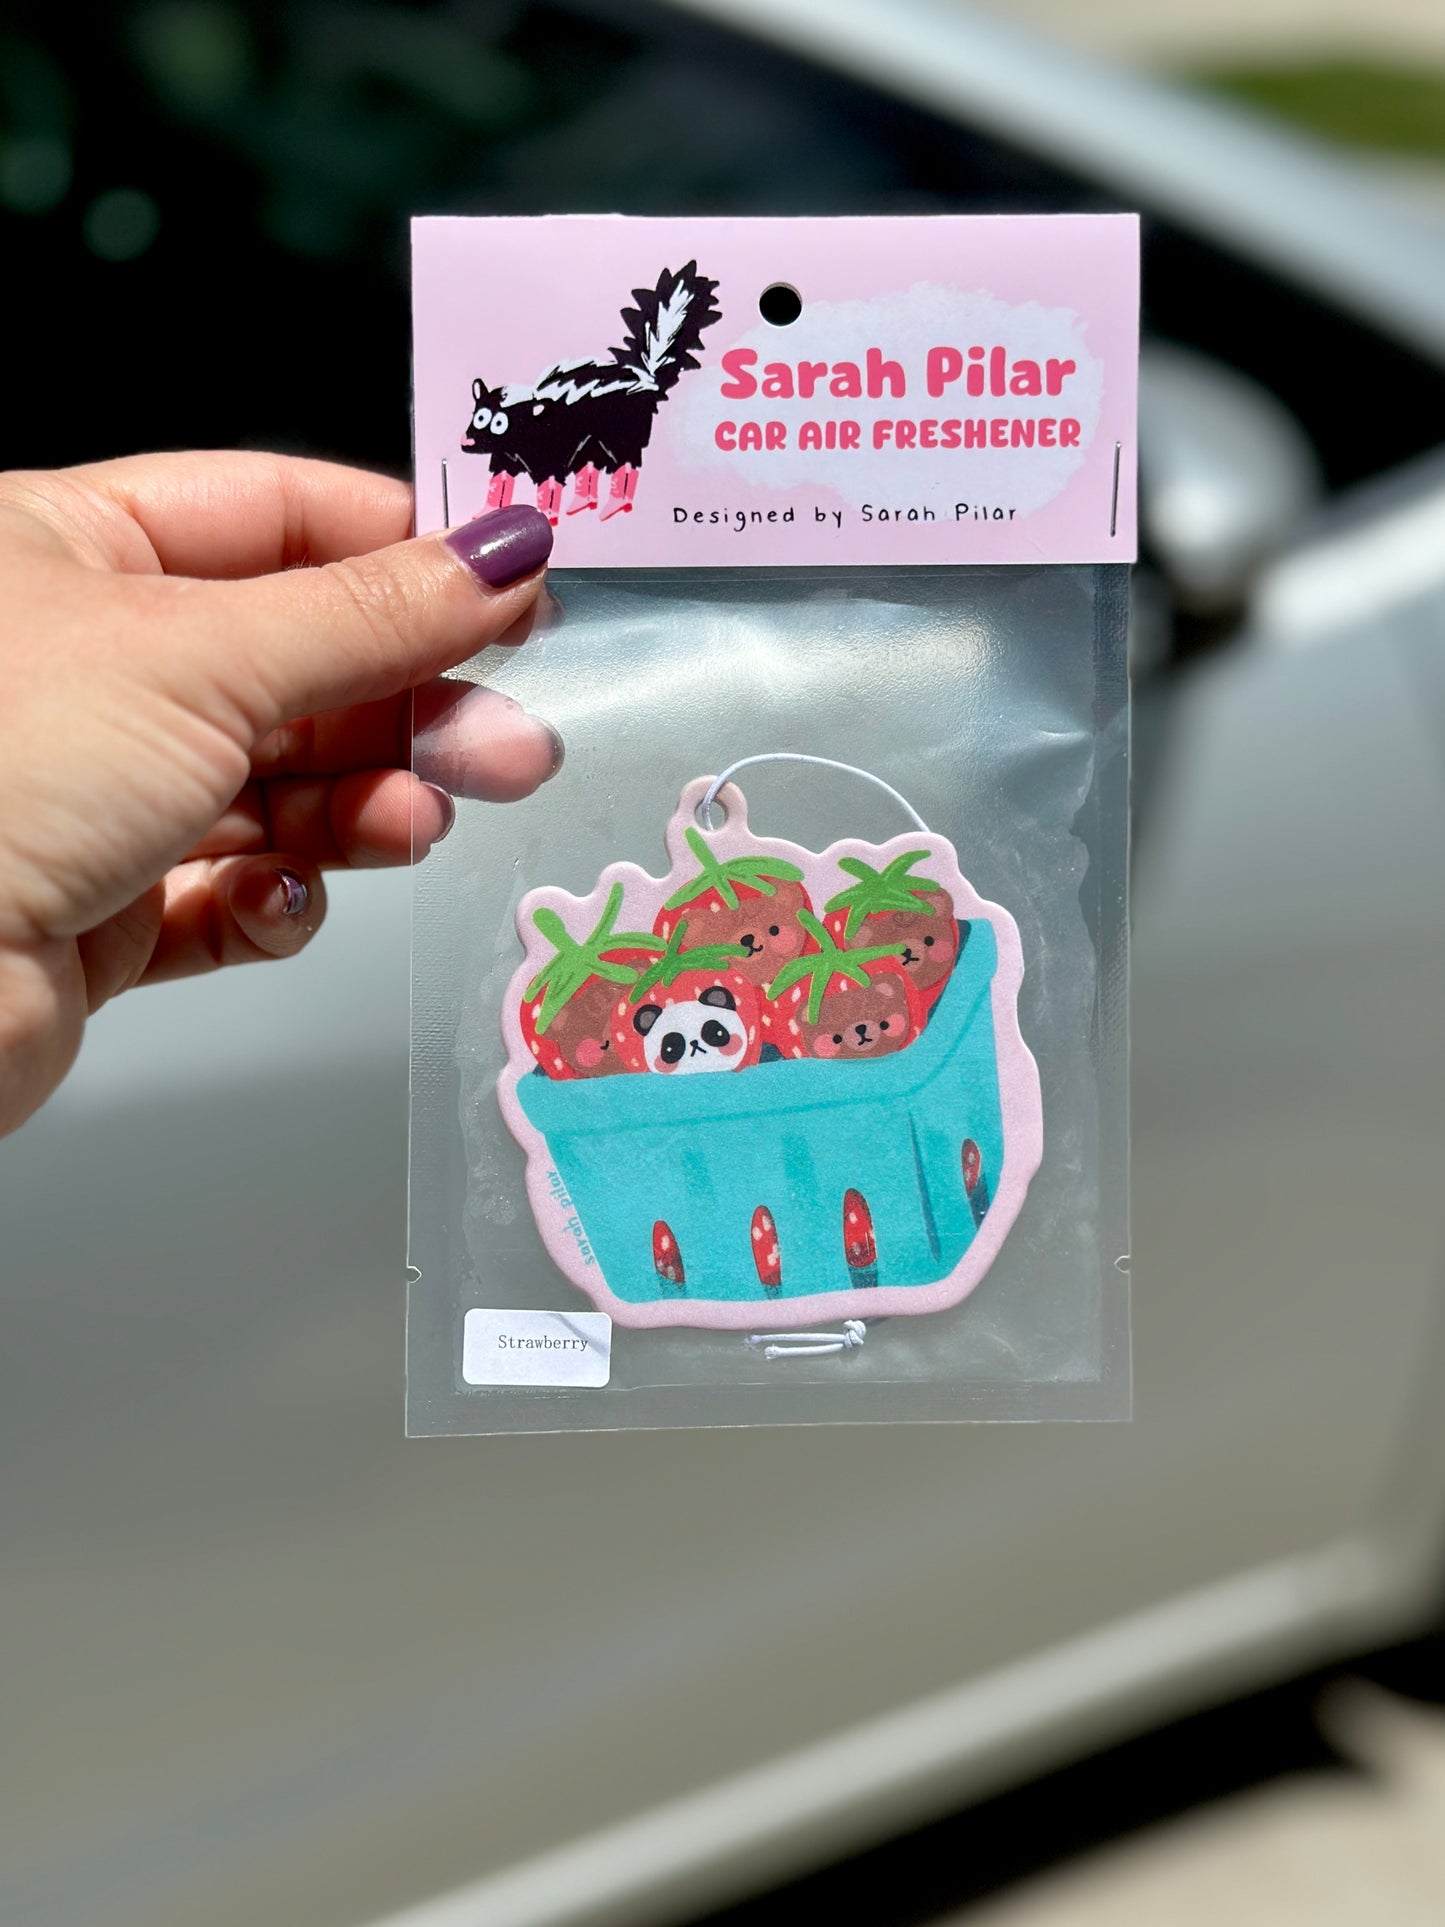 Sarah Pilar
CAR AIR FRESHENER
Designed by Sarah Pilar
sarah pilar
Strawberry